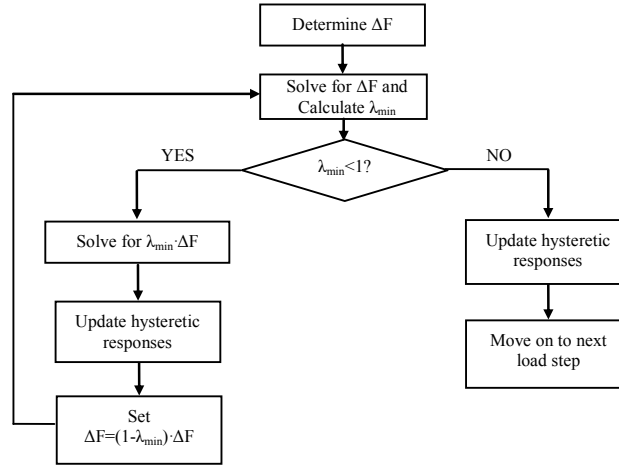 Determine ΔF
Solve for ΔF and
Calculate λmin
λmin<1?
YES
NO
Solve for λmin·ΔF
Update hysteretic
responses
Set
ΔF=(1-λmin)·ΔF
Update hysteretic
responses
Move on to next
load step